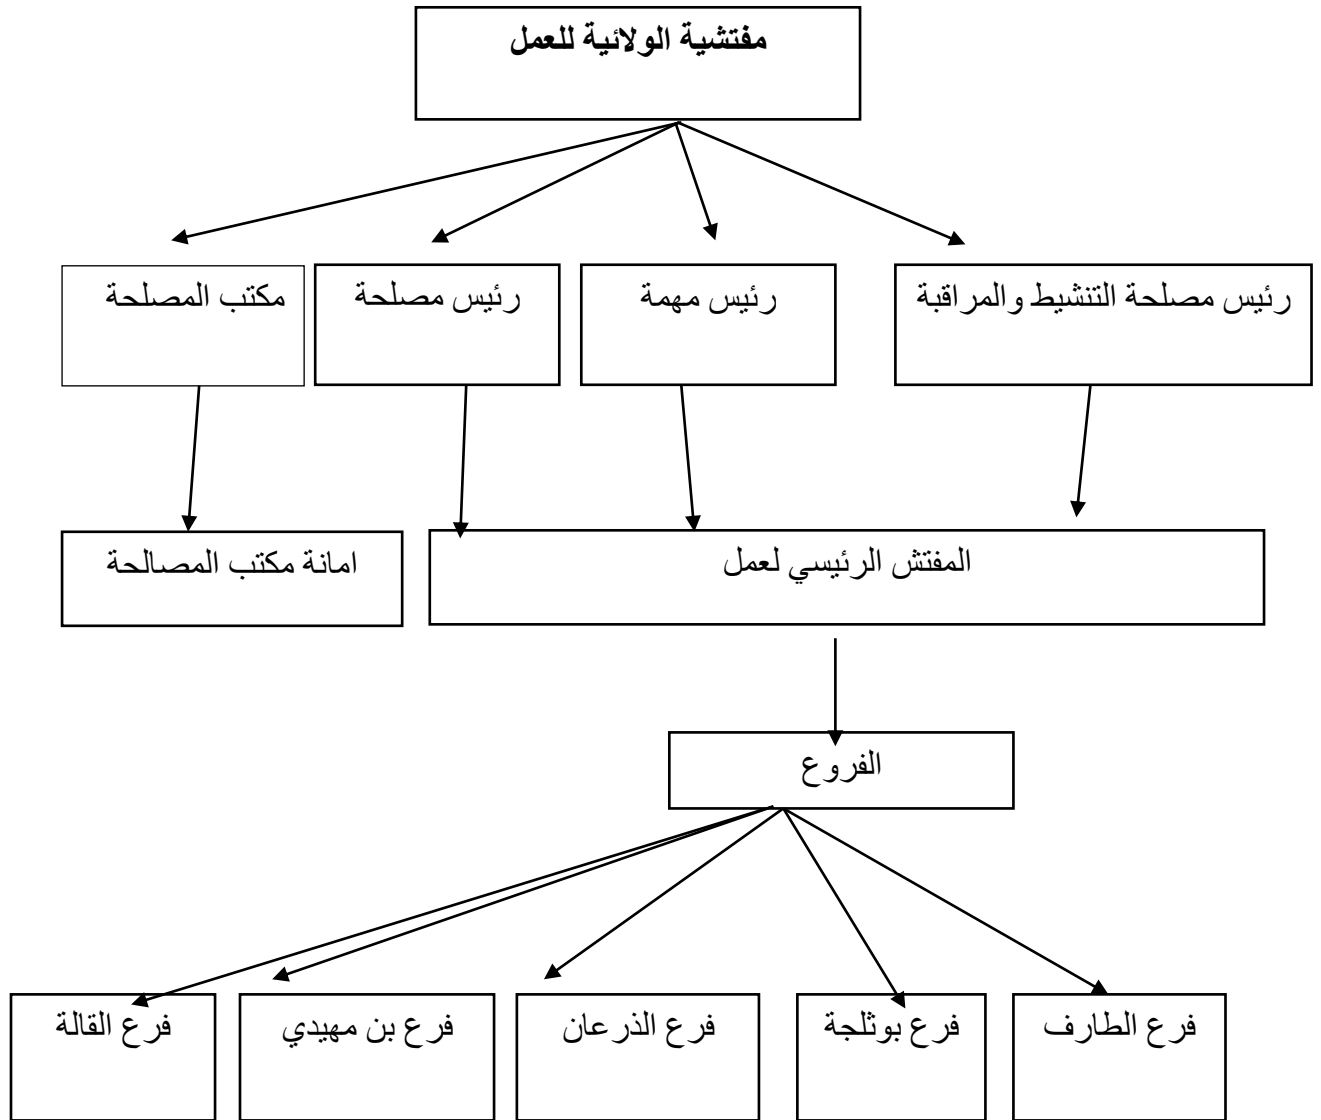 مفتشية الولائية للعمل
رئيس مصلحة التنشيط والمراقبة
رئيس مهمة
رئيس مصلحة
مكتب المصلحة
المفتش الرئيسي لعمل
امانة مكتب المصالحة
الفروع
فرع الطارف
فرع بوثلجة
فرع الذرعان
فرع بن مهيدي
فرع القالة